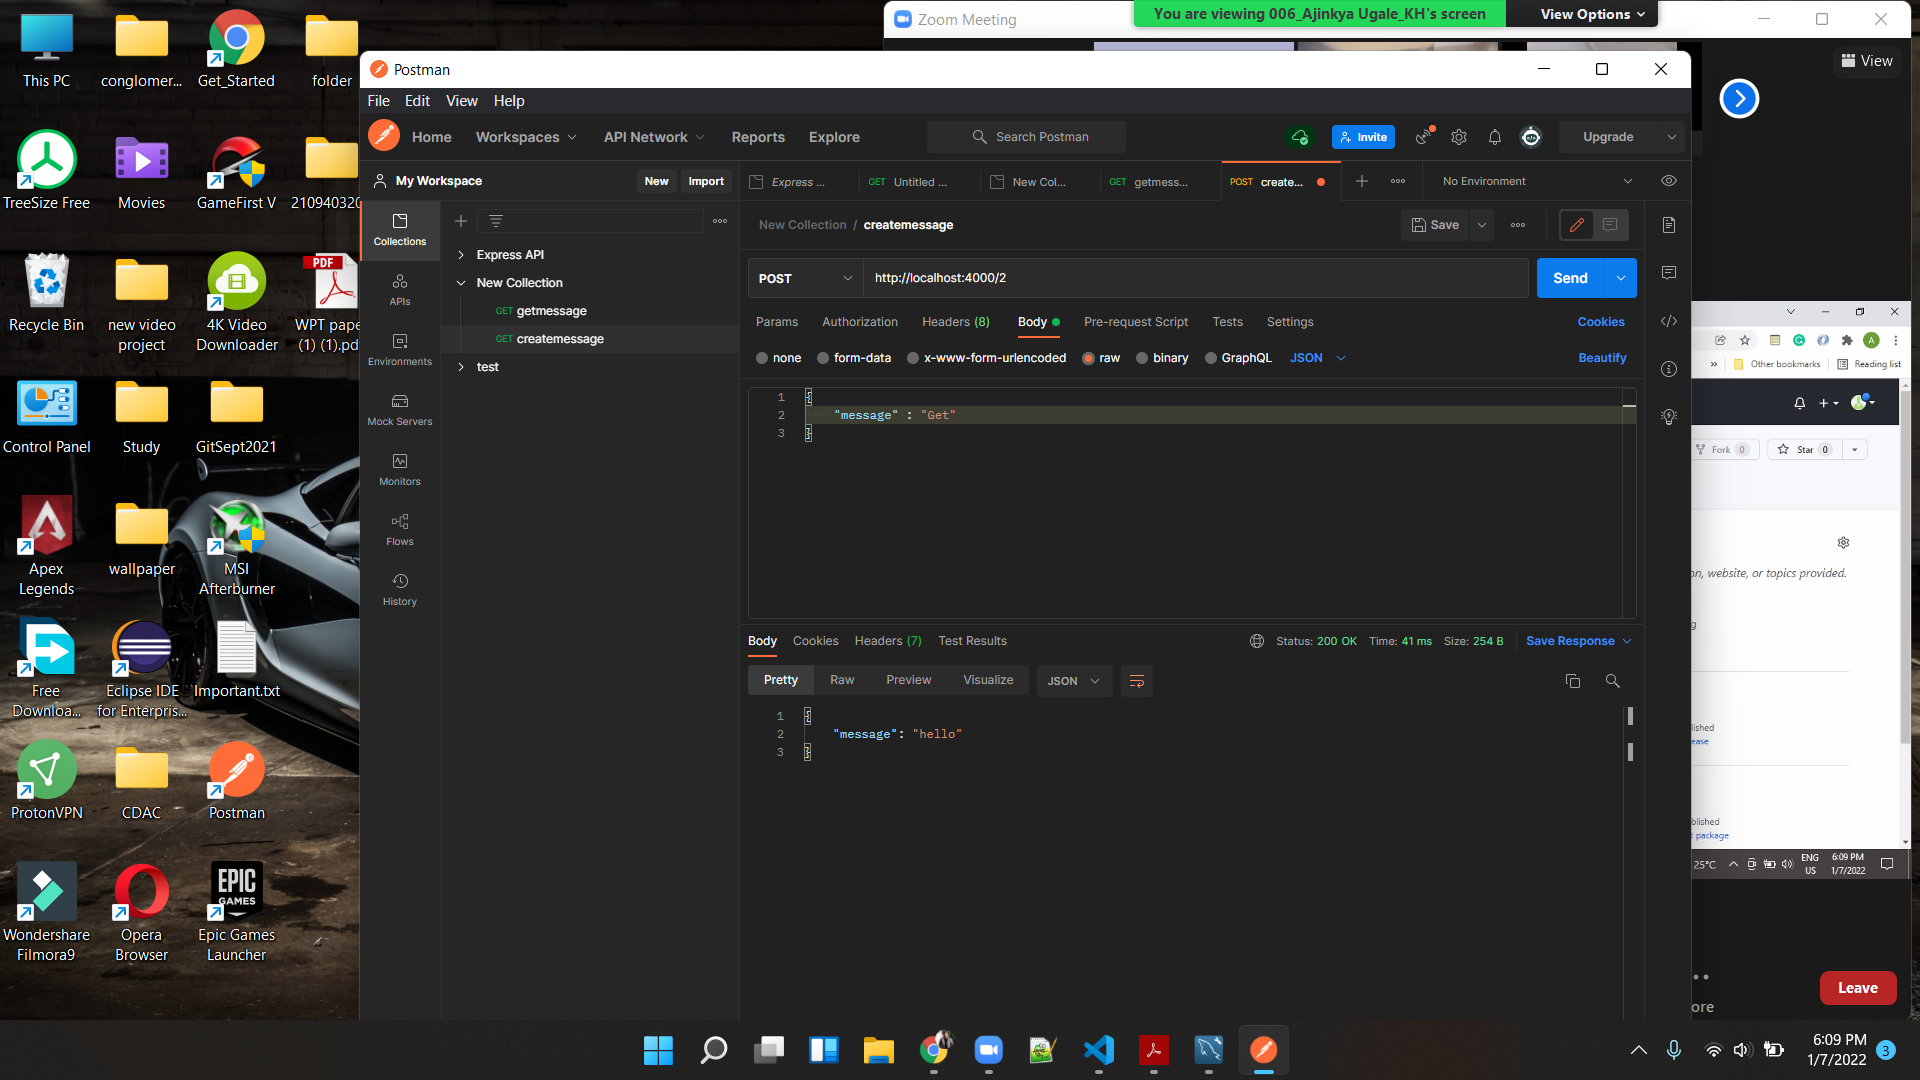 This PC
conglomer...
Get_Started
folder
TreeSize Free
Movies
GameFirst V
210940320
Recycle Bin
new video
project
4K Video
Downloader
PDF
WPT pape
(1) (1).pd
Control Panel
Study
GitSept2021
Apex
Legends
wallpaper
MSI
Afterburner
Free
Downloa...
Eclipse IDE
for Enterpris...
Important.txt
ProtonVPN
CDAC
Postman
Wondershare
Filmora9
Opera
Browser
EPIC
GAMES
Epic Games
Launcher
Zoom Meeting
You are viewing 006_Ajinkya Ugale_KH's screen
View Options
View
Postman
File Edit View Help
Home Workspaces API Network Reports Explore
Search Postman
Invite
Upgrade
My Workspace
New
Import
Express ...
GET Untitled ...
New Col...
GET getmess...
POST create...
No Environment
Collections
APIs
Environments
Mock Servers
Monitors
Flows
History
Express API
New Collection
GET getmessage
GET createmessage
test
New Collection / createmessage
Save
POST
http://localhost:4000/2
Send
Params Authorization Headers (8) Body Pre-request Script Tests Settings Cookies
none form-data x-www-form-urlencoded raw binary GraphQL JSON Beautify
1 {
2 "message" : "Get"
3 }
Body Cookies Headers (7) Test Results
Status: 200 OK Time: 41 ms Size: 254 B Save Response
Pretty Raw Preview Visualize JSON
1 {
2 "message": "hello"
3 }
A
» Other bookmarks Reading list
Fork 0
Star 0
on, website, or topics provided.
g
lished
ease
blished
t package
25°C
ENG
US
6:09 PM
1/7/2022
ore
Leave
6:09 PM
1/7/2022
3